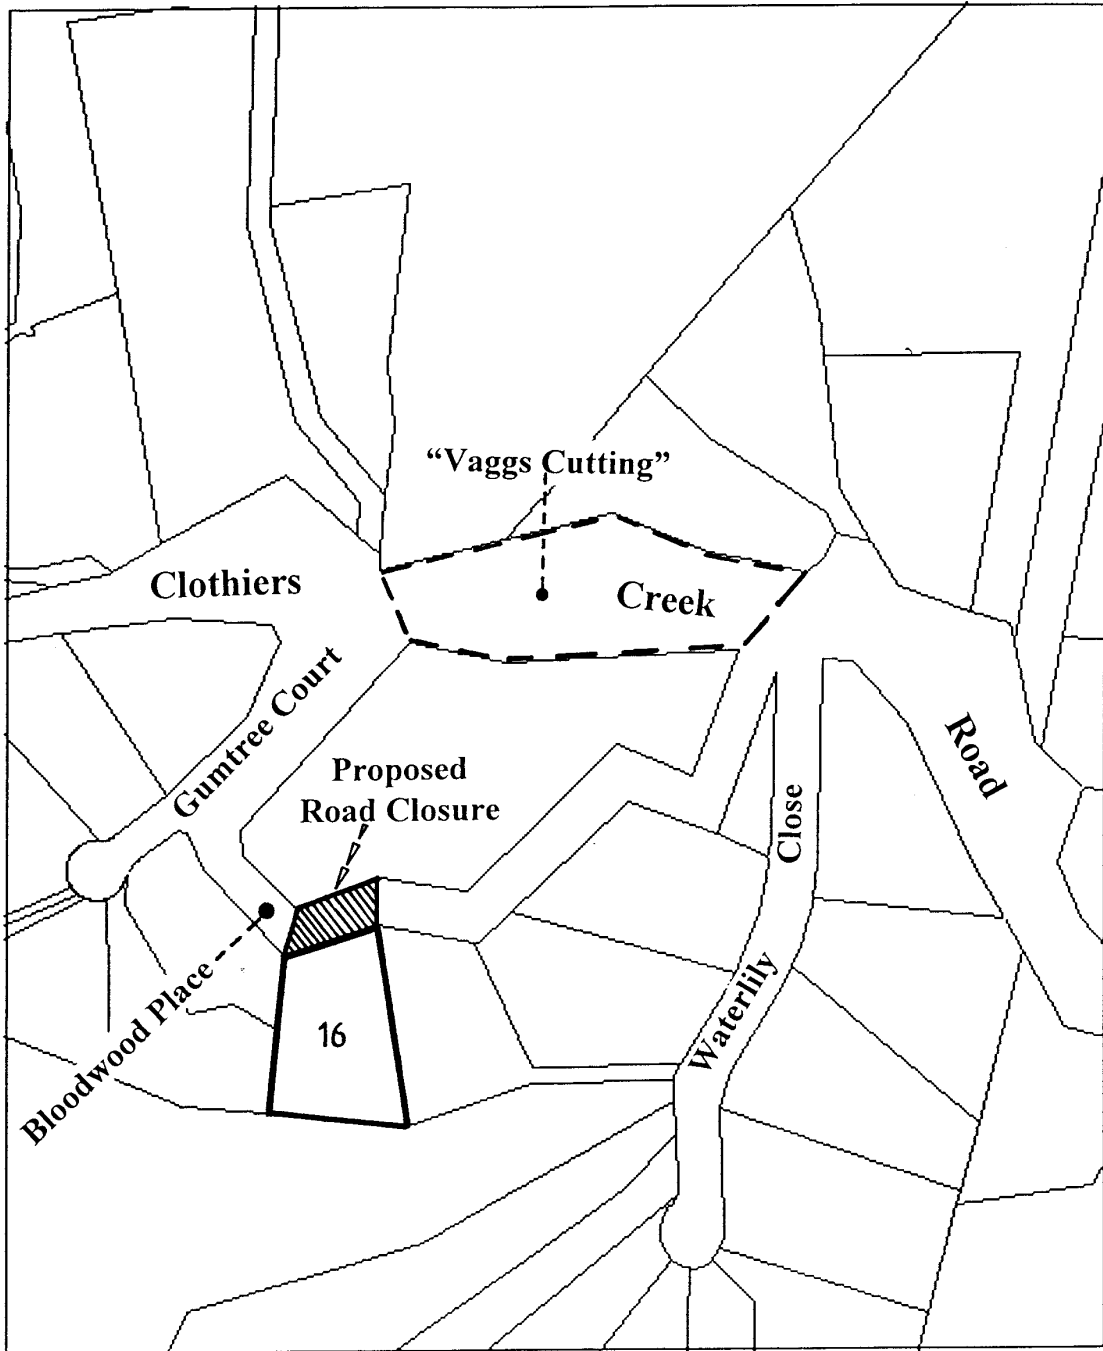 “Vaggs Cutting”
Clothiers
Creek
Road
Gumtree Court
Proposed
Road Closure
Close
Waterlily
Bloodwood Place
16